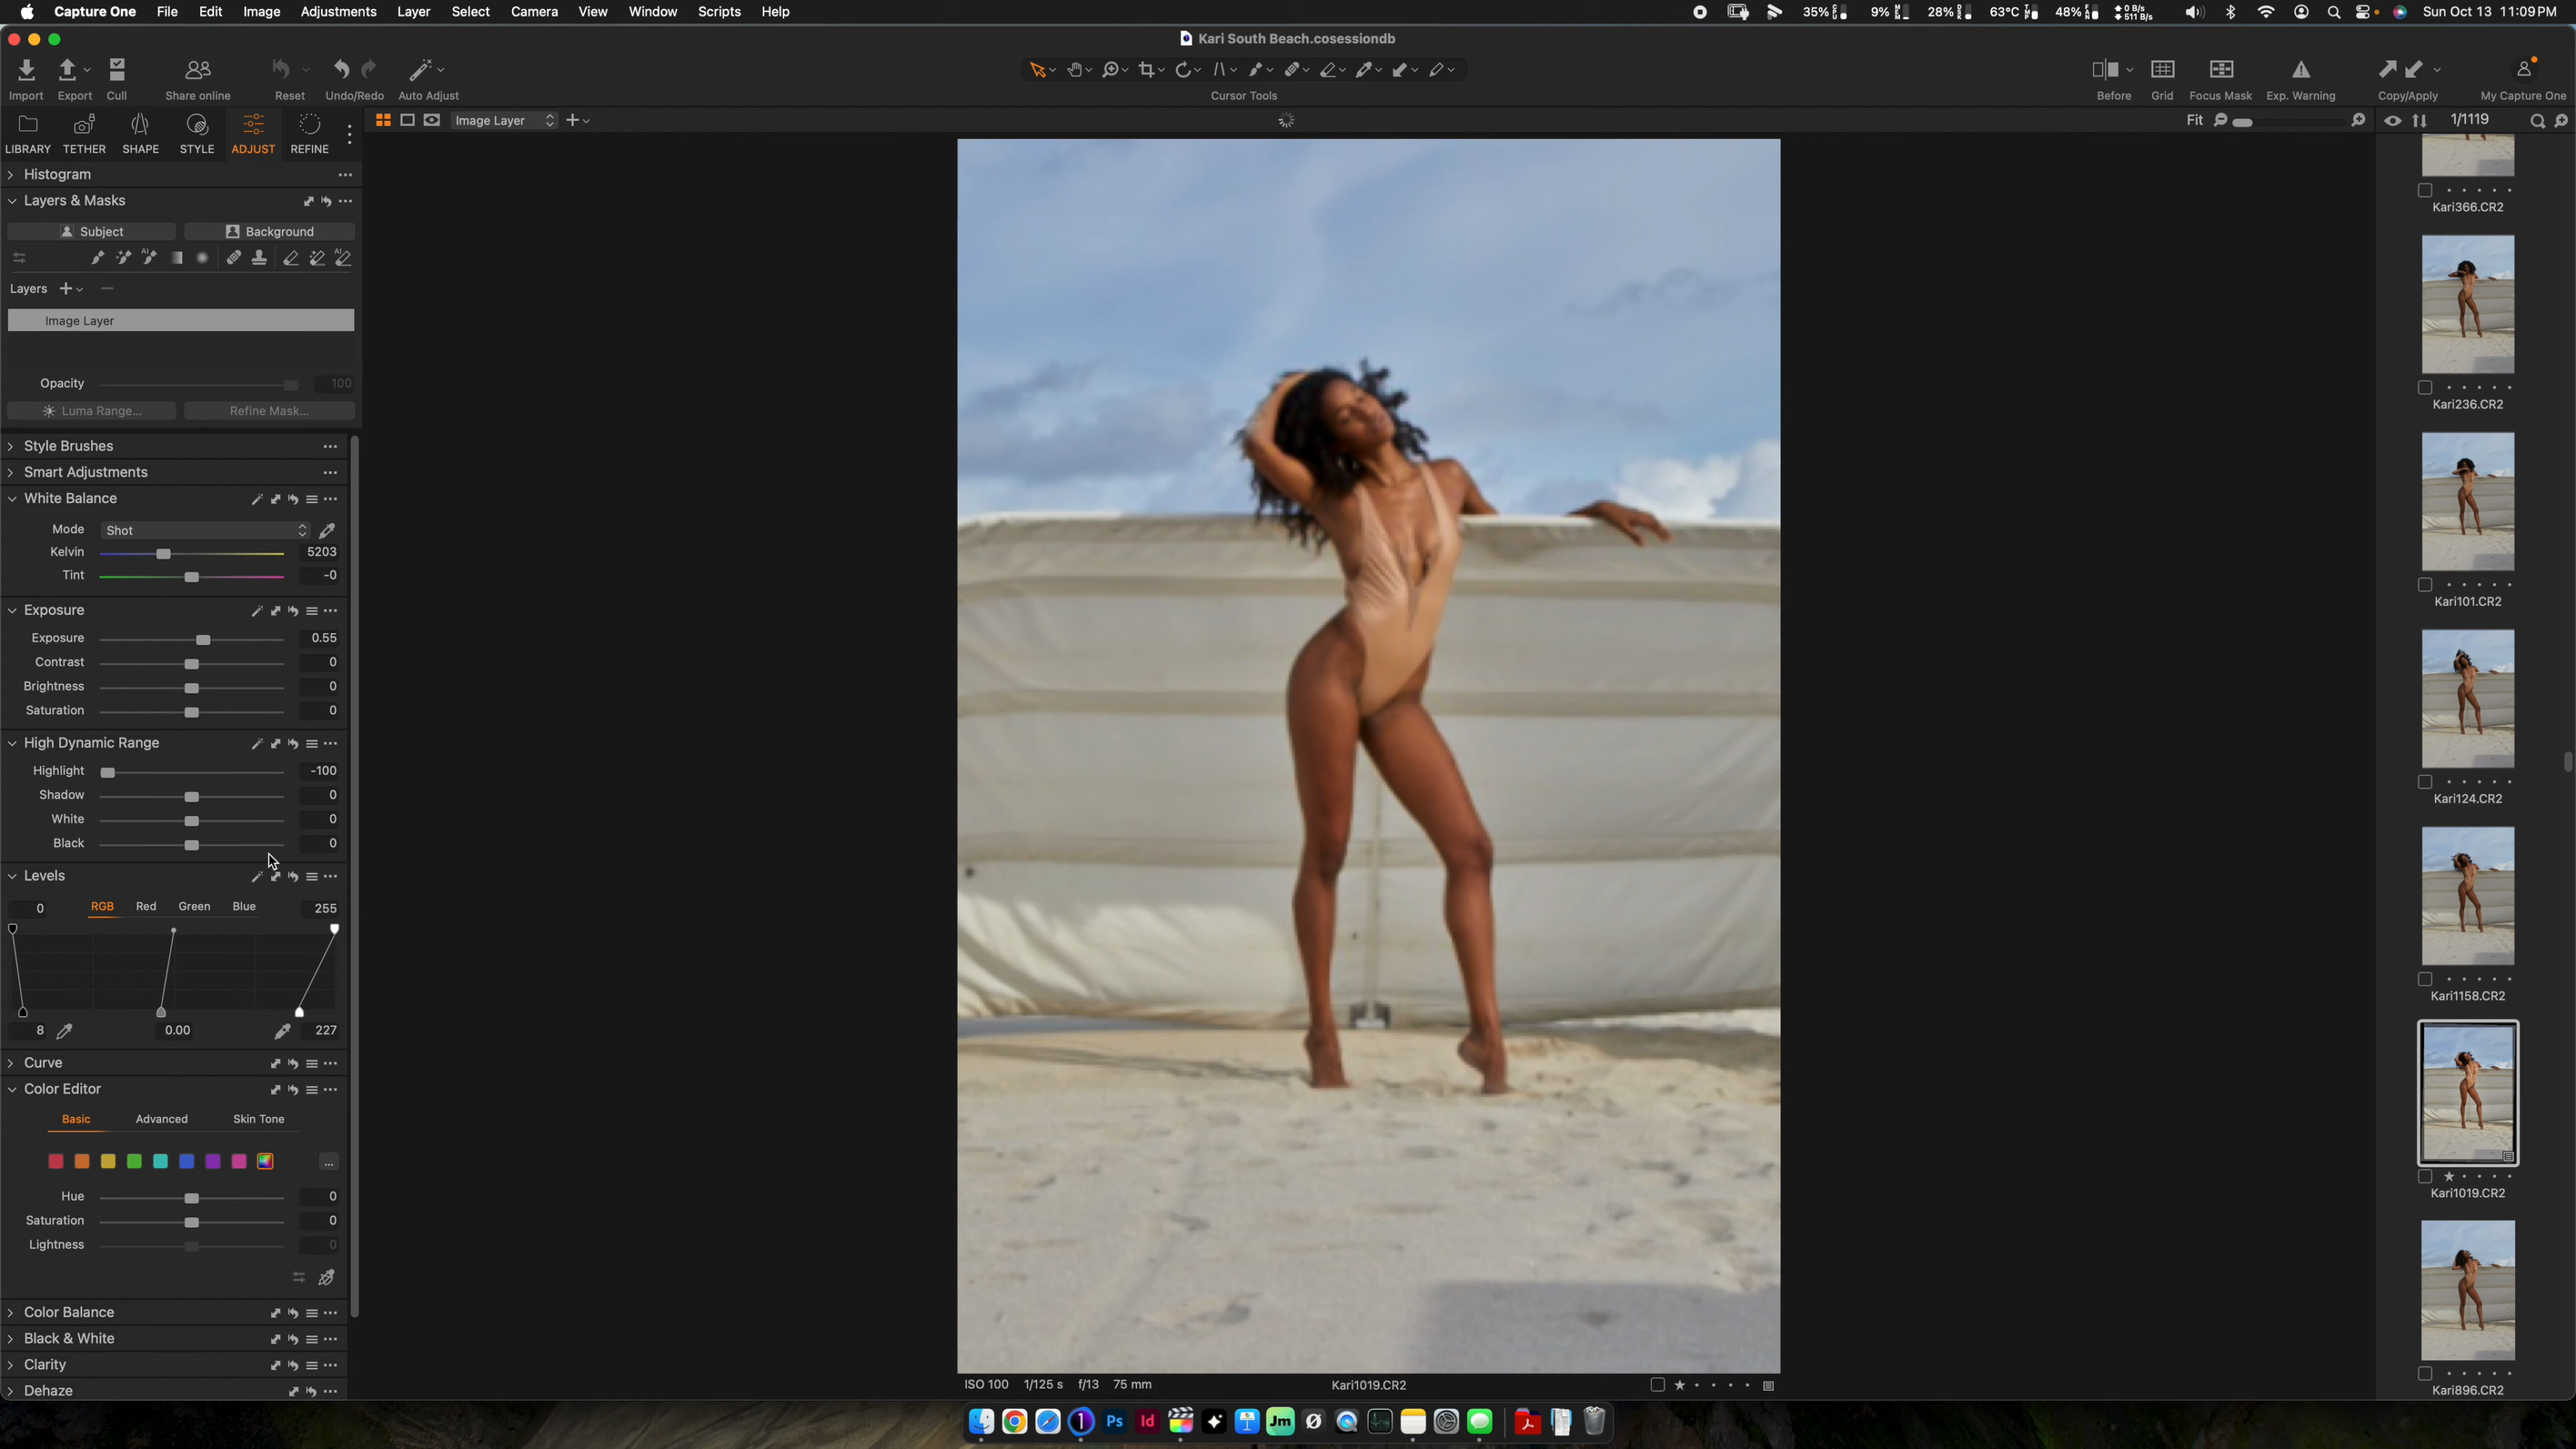 Capture One File Edit Image Adjustments Layer Select Camera View Window Scripts Help 35% 9% 28% 63°C 48% 0 B/s 511 B/s Sun Oct 13 11:09 PM
Kari South Beach.cosessiondb
Import Export Cull Share online Reset Undo/Redo Auto Adjust Cursor Tools Before Grid Focus Mask Exp. Warning Copy/Apply My Capture One
LIBRARY TETHER SHAPE STYLE ADJUST REFINE
Image Layer
Fit
1/1119
Histogram
Layers & Masks
Subject Background
Layers
Image Layer
Opacity 100
Luma Range... Refine Mask...
Style Brushes
Smart Adjustments
White Balance
Mode Shot
Kelvin 5203
Tint -0
Exposure
Exposure 0.55
Contrast 0
Brightness 0
Saturation 0
High Dynamic Range
Highlight -100
Shadow 0
White 0
Black 0
Levels
0 RGB Red Green Blue 255
8 0.00 227
Curve
Color Editor
Basic Advanced Skin Tone
...
Hue 0
Saturation 0
Lightness 0
Color Balance
Black & White
Clarity
Dehaze
ISO 100 1/125 s f/13 75 mm Kari1019.CR2
Kari366.CR2
Kari236.CR2
Kari101.CR2
Kari124.CR2
Kari1158.CR2
Kari1019.CR2
Kari896.CR2
Ps Id Jm